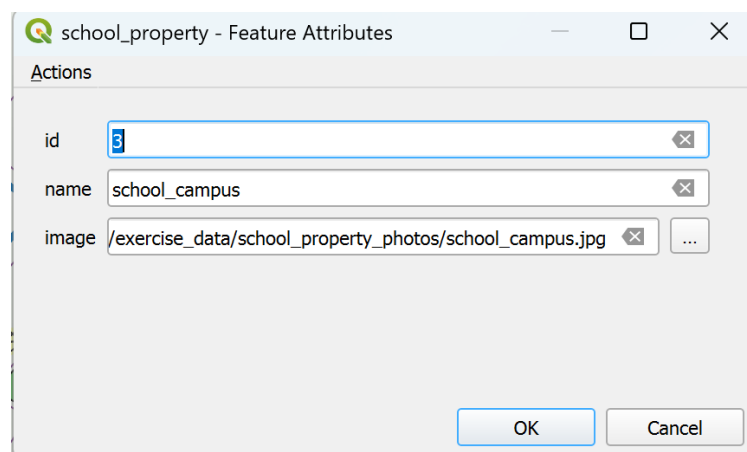 school_property - Feature Attributes
Actions
id 3
name school_campus
image /exercise_data/school_property_photos/school_campus.jpg ...
OK Cancel